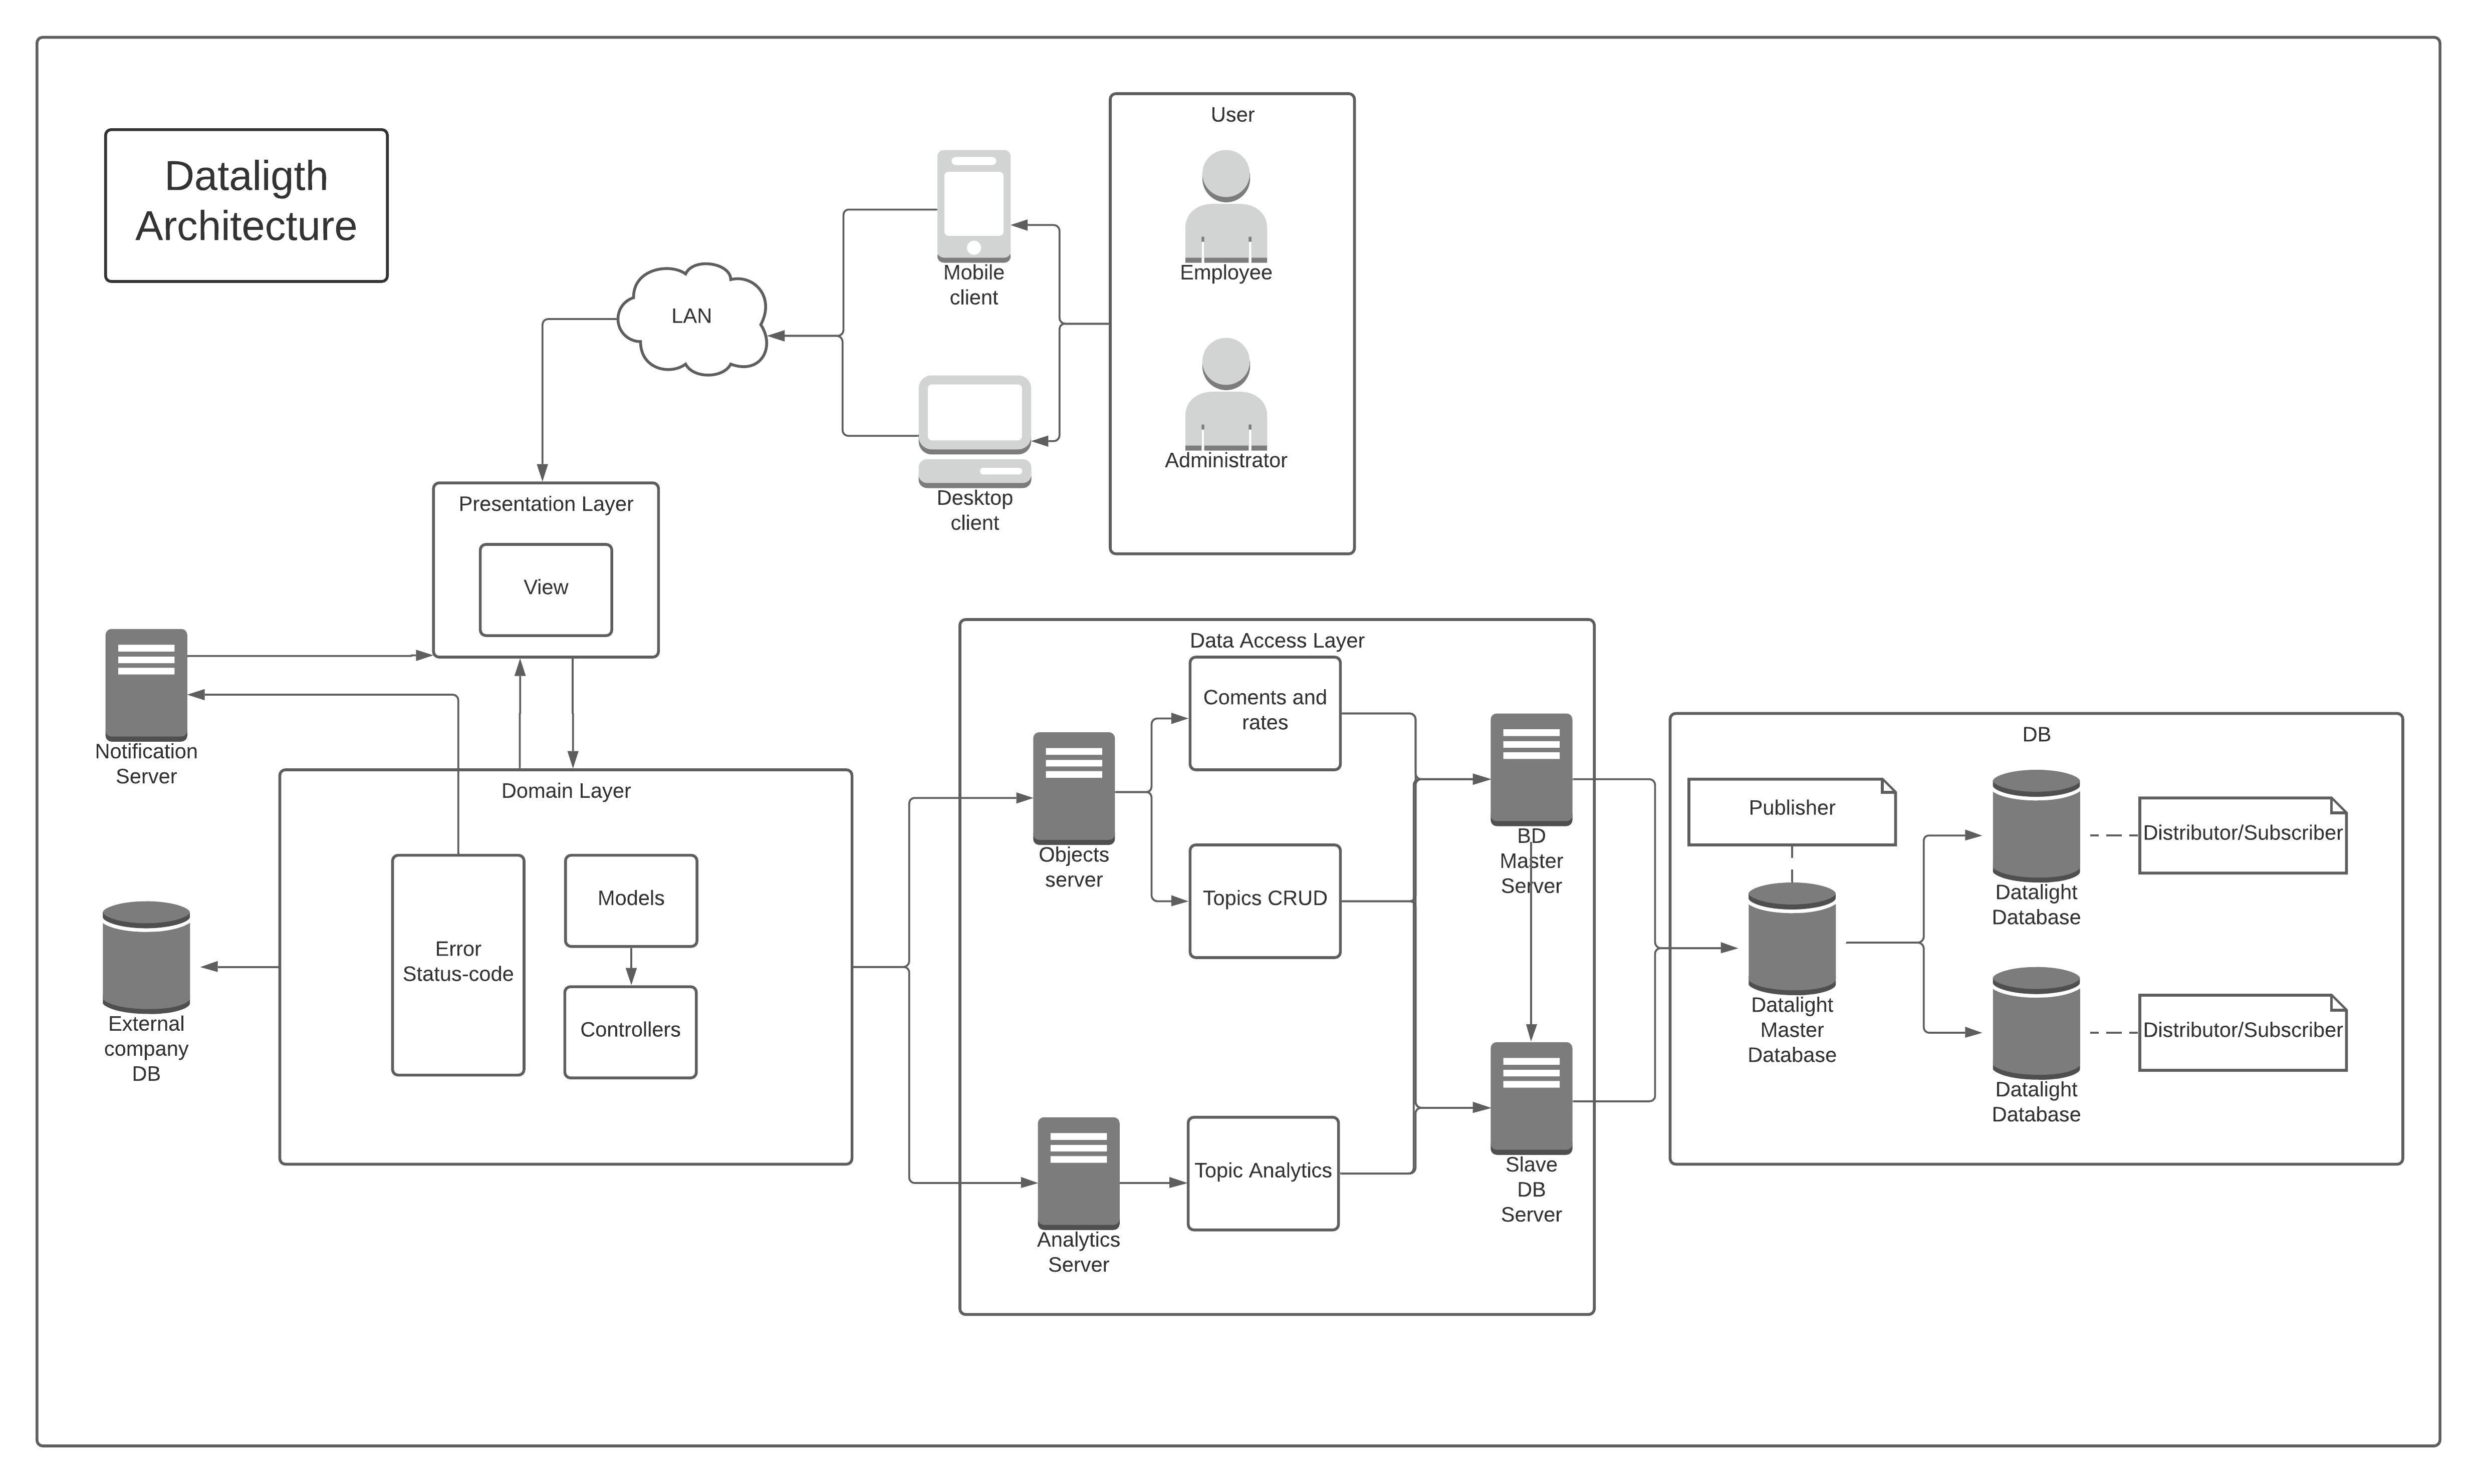 Dataligth
Architecture
User
Employee
Administrator
Mobile
client
Desktop
client
LAN
Presentation Layer
View
Notification
Server
External
company
DB
Domain Layer
Error
Status-code
Models
Controllers
Data Access Layer
Objects
server
Coments and
rates
Topics CRUD
Analytics
Server
Topic Analytics
BD
Master
Server
Slave
DB
Server
DB
Publisher
Datalight
Master
Database
Datalight
Database
Distributor/Subscriber
Datalight
Database
Distributor/Subscriber